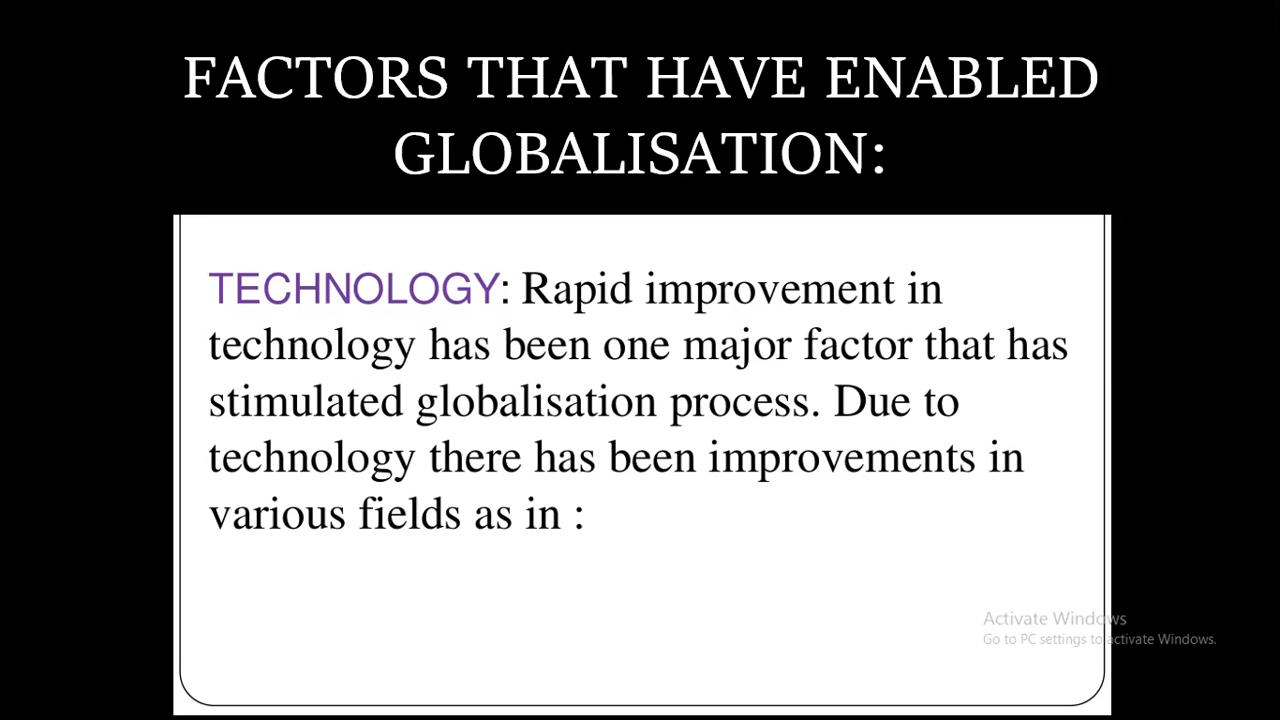 FACTORS THAT HAVE ENABLED
GLOBALISATION:
TECHNOLOGY: Rapid improvement in
technology has been one major factor that has
stimulated globalisation process. Due to
technology there has been improvements in
various fields as in :
Activate Windows
Go to PC settings to activate Windows.